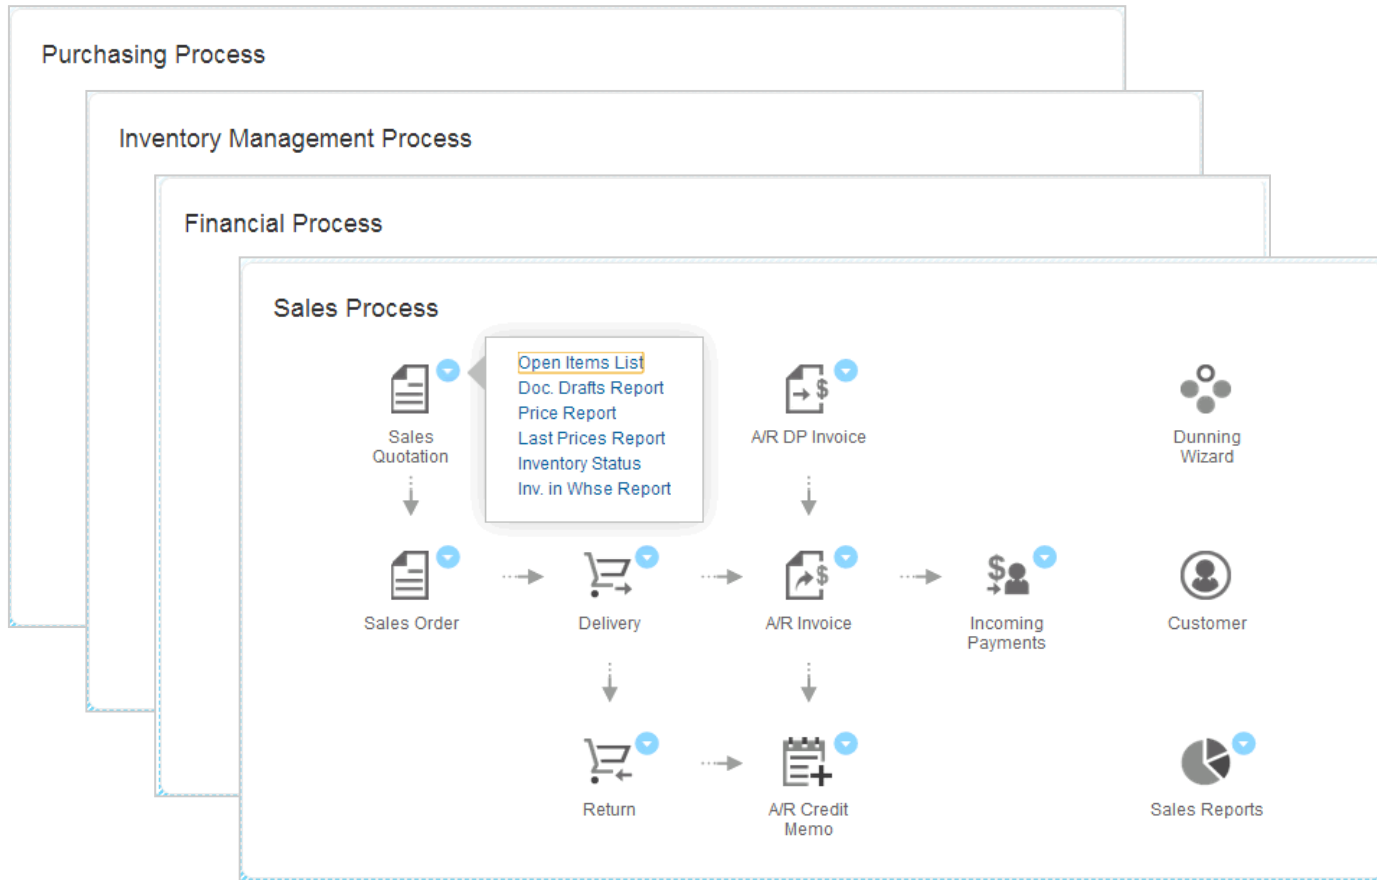 Purchasing Process
Inventory Management Process
Financial Process
Sales Process
Open Items List
Doc. Drafts Report
Price Report
Last Prices Report
Inventory Status
Inv. in Whse Report
Sales
Quotation
A/R DP Invoice
Dunning
Wizard
Sales Order
Delivery
A/R Invoice
Incoming
Payments
Customer
Return
A/R Credit
Memo
Sales Reports